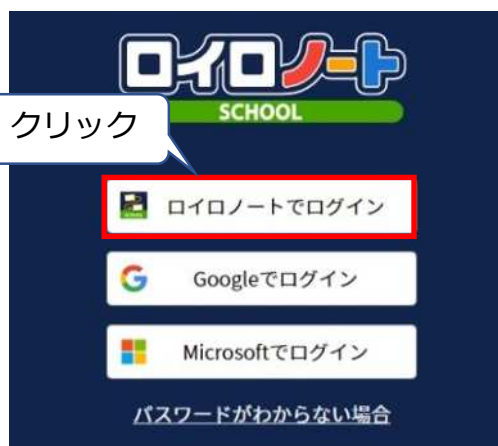 ロイロノート
SCHOOL
クリック
ロイロノートでログイン
Googleでログイン
Microsoftでログイン
パスワードがわからない場合